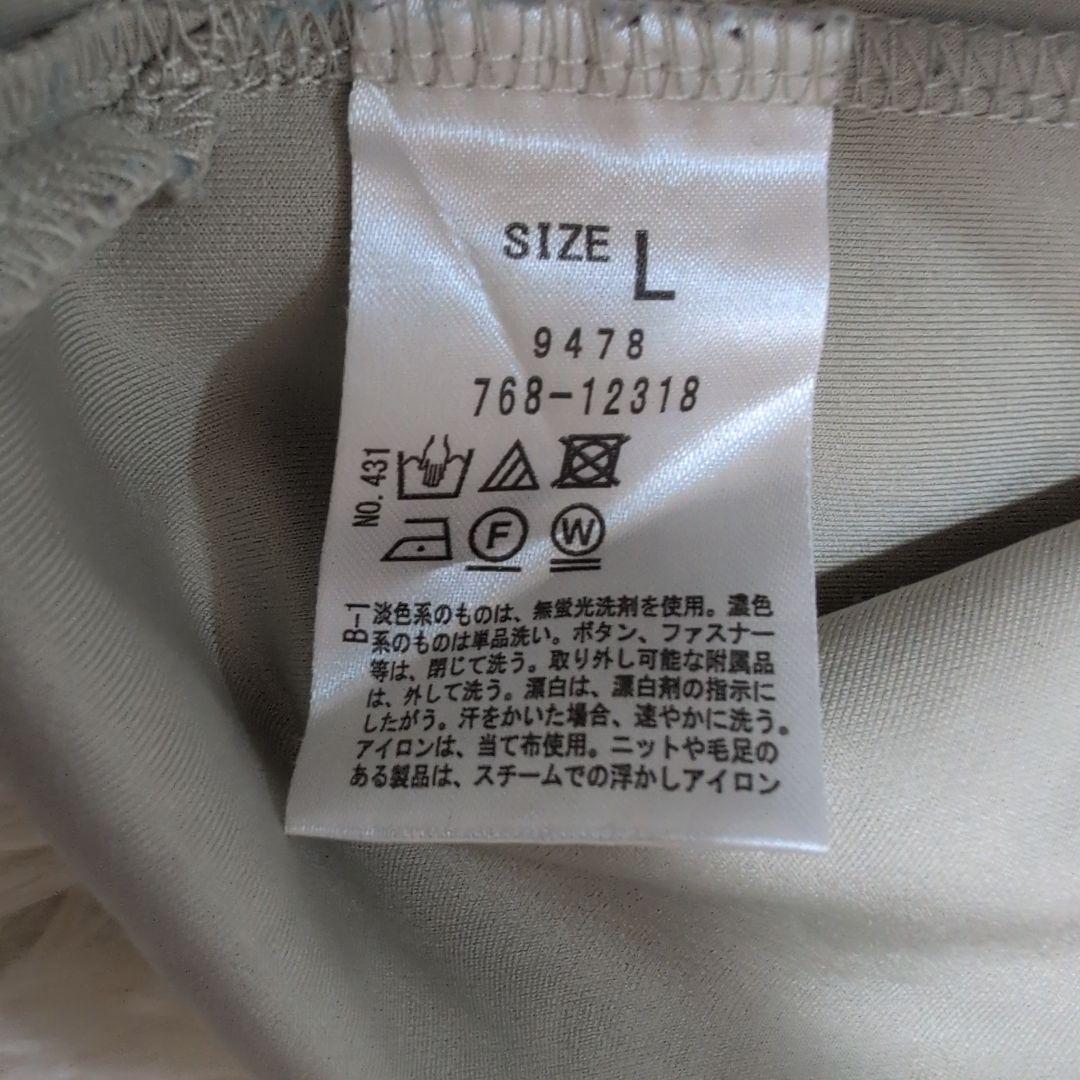 SIZE L
9478
768-12318
NO.431
F W
B-1
淡色系のものは、無蛍光洗剤を使用。濃色
系のものは単品洗い。ボタン、ファスナー
等は、閉じて洗う。取り外し可能な附属品
は、外して洗う。漂白は、漂白剤の指示に
したがう。汗をかいた場合、速やかに洗う。
アイロンは、当て布使用。ニットや毛足の
ある製品は、スチームでの浮かしアイロン